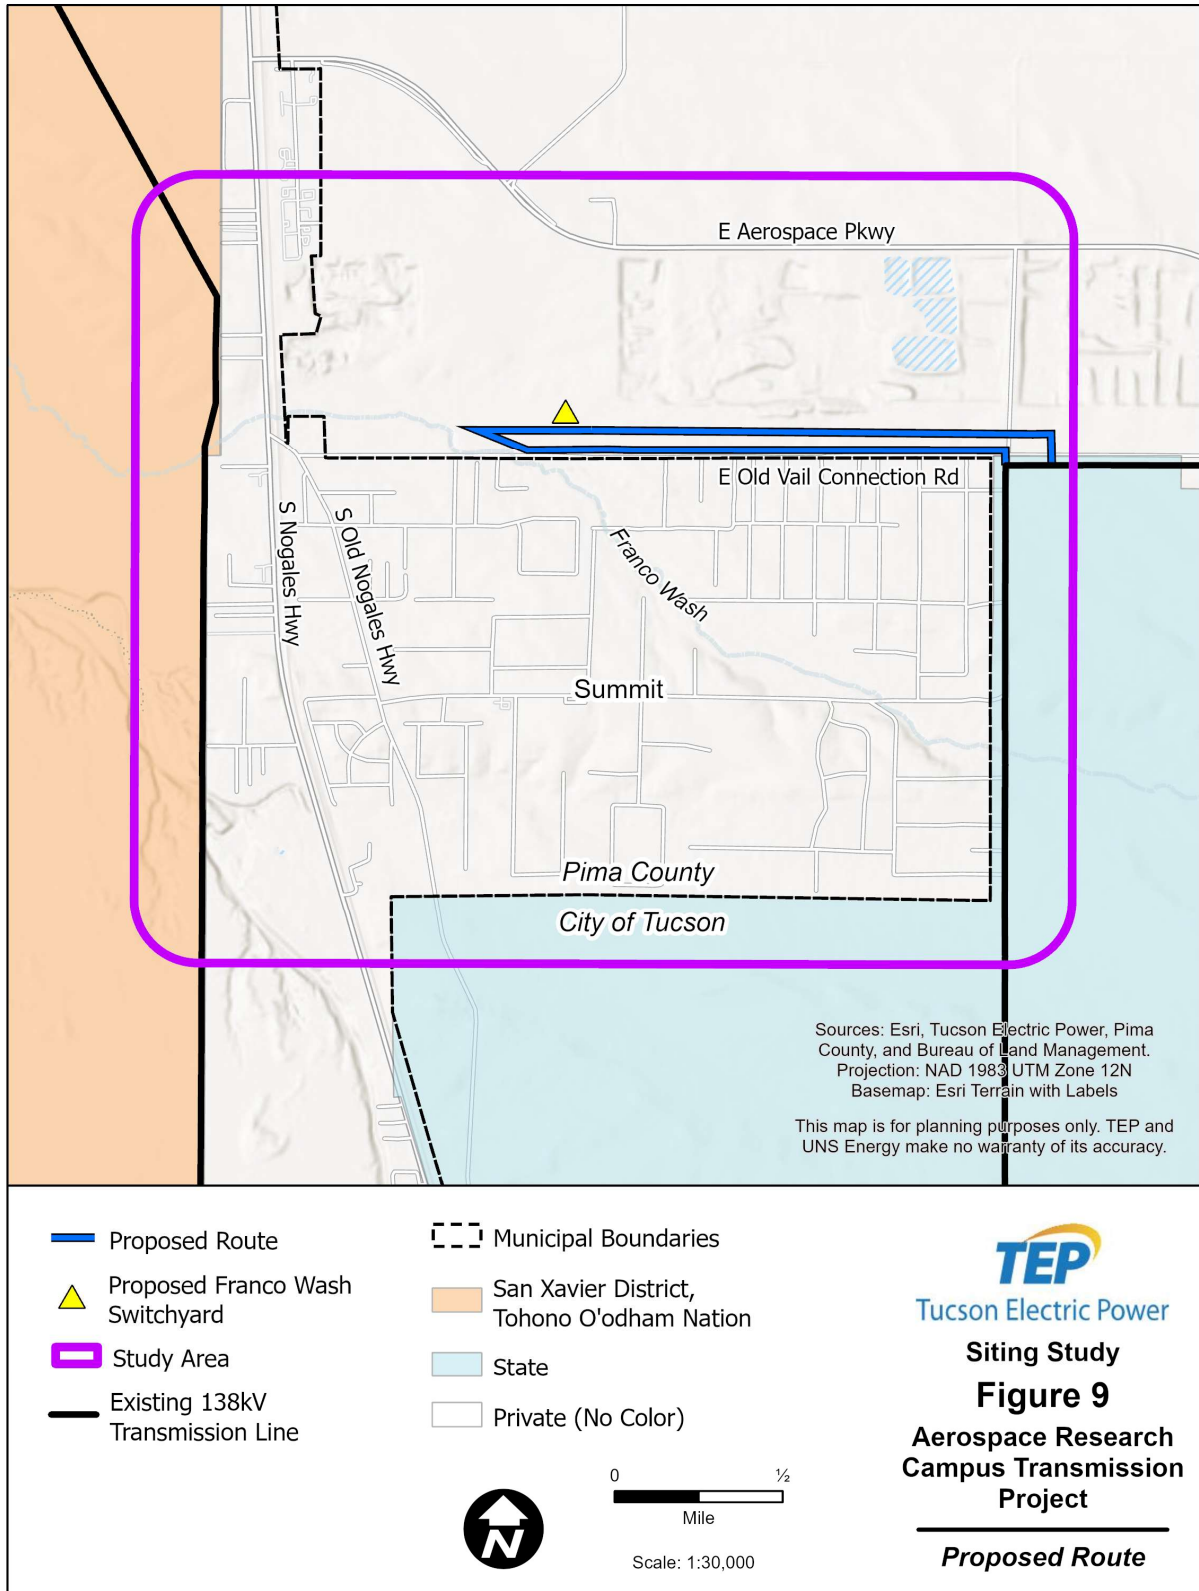 E Aerospace Pkwy
E Old Vail Connection Rd
S Nogales Hwy
S Old Nogales Hwy
Franco Wash
Summit
Pima County
City of Tucson
Sources: Esri, Tucson Electric Power, Pima
County, and Bureau of Land Management.
Projection: NAD 1983 UTM Zone 12N
Basemap: Esri Terrain with Labels
This map is for planning purposes only. TEP and
UNS Energy make no warranty of its accuracy.
Proposed Route
Proposed Franco Wash
Switchyard
Study Area
Existing 138kV
Transmission Line
Municipal Boundaries
San Xavier District,
Tohono O'odham Nation
State
Private (No Color)
N
0 ½
Mile
Scale: 1:30,000
TEP
Tucson Electric Power
Siting Study
Figure 9
Aerospace Research
Campus Transmission
Project
Proposed Route